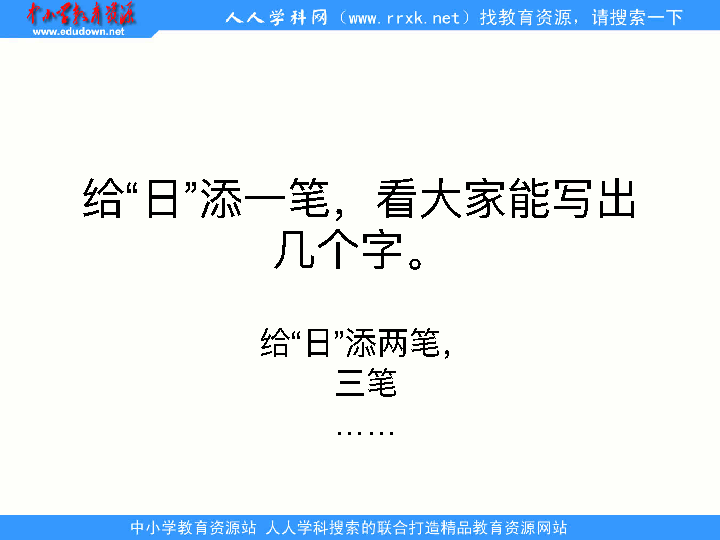 中小学教育资源
www.edudown.net
人人学科网（www.rrxk.net）找教育资源，请搜索一下
给“日”添一笔，看大家能写出
几个字。
给“日”添两笔，
三笔
……
中小学教育资源站 人人学科搜索的联合打造精品教育资源网站